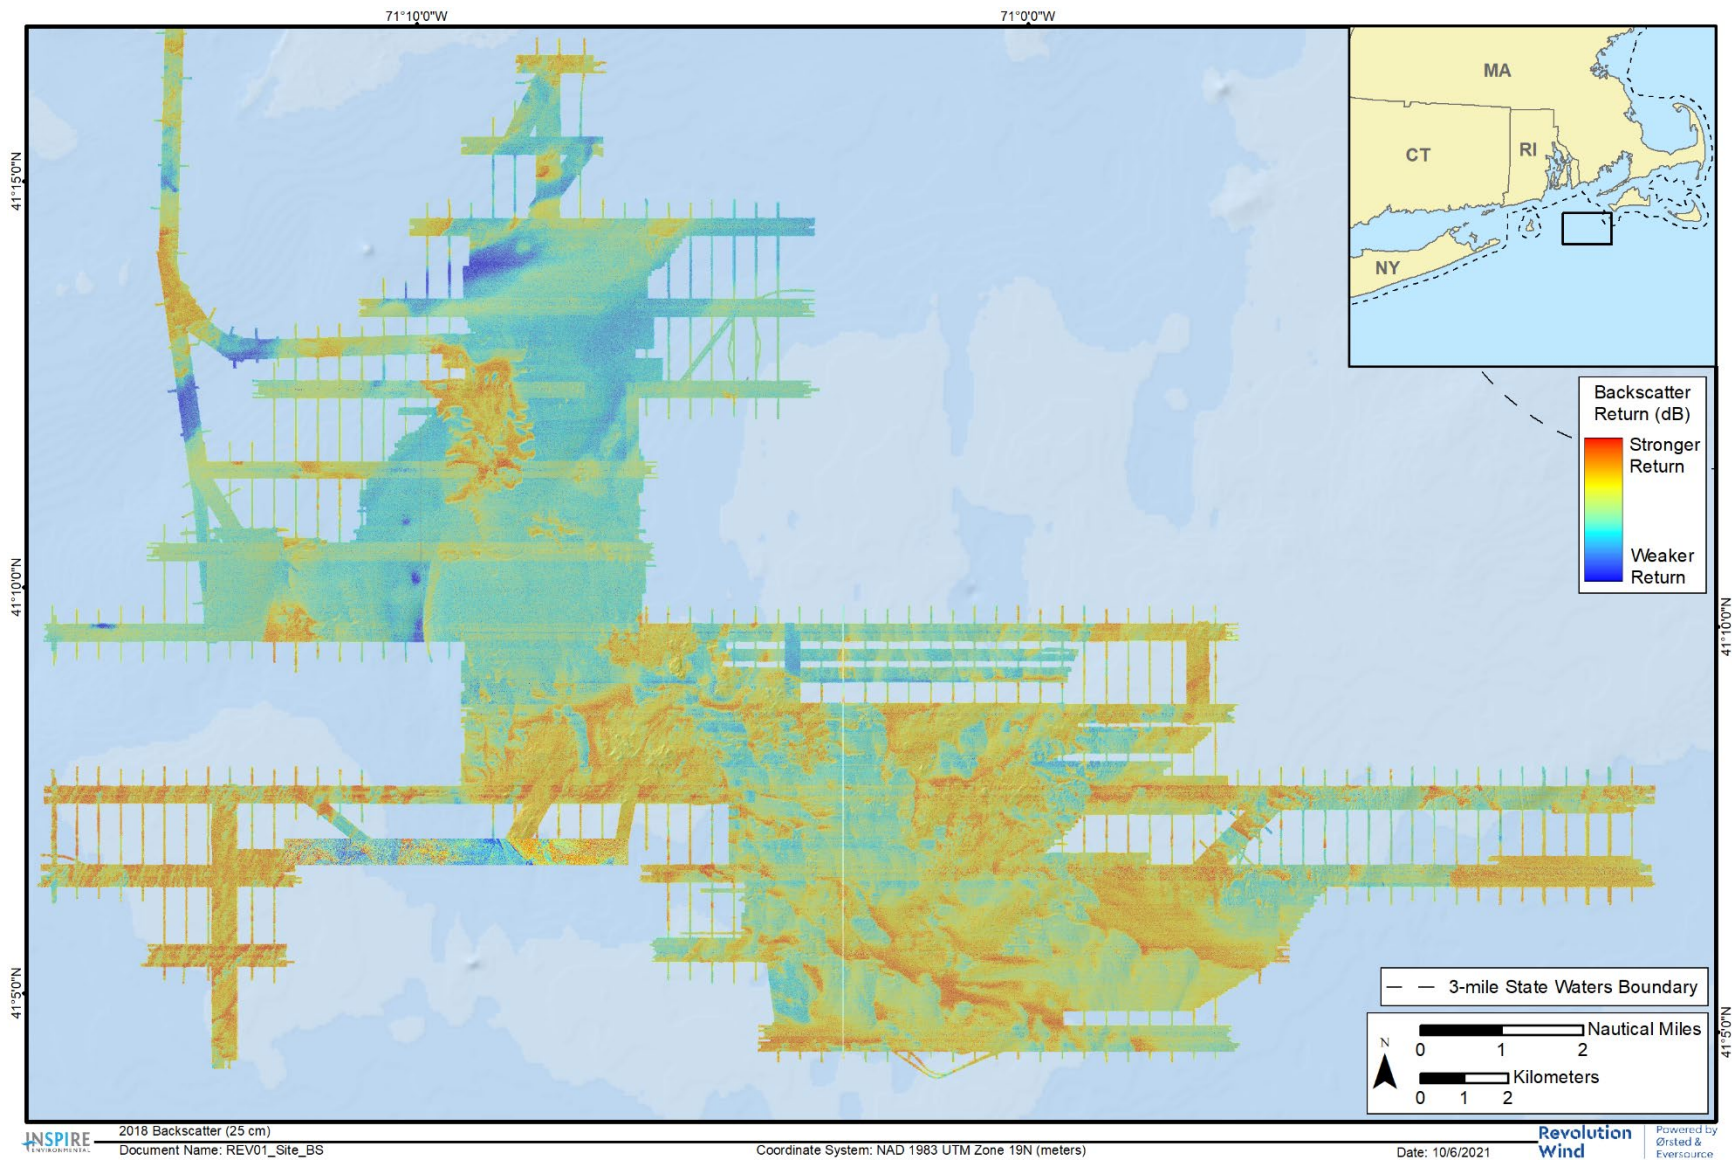 71°10'0"W
71°0'0"W
41°15'0"N
41°10'0"N
41°5'0"N
41°10'0"N
41°5'0"N
MA
CT
RI
NY
Backscatter
Return (dB)
Stronger
Return
Weaker
Return
3-mile State Waters Boundary
N
Nautical Miles
0 1 2
Kilometers
0 1 2
INSPIRE
ENVIRONMENTAL
2018 Backscatter (25 cm)
Document Name: REV01_Site_BS
Coordinate System: NAD 1983 UTM Zone 19N (meters)
Date: 10/6/2021
Revolution
Wind
Powered by
Ørsted &
Eversource